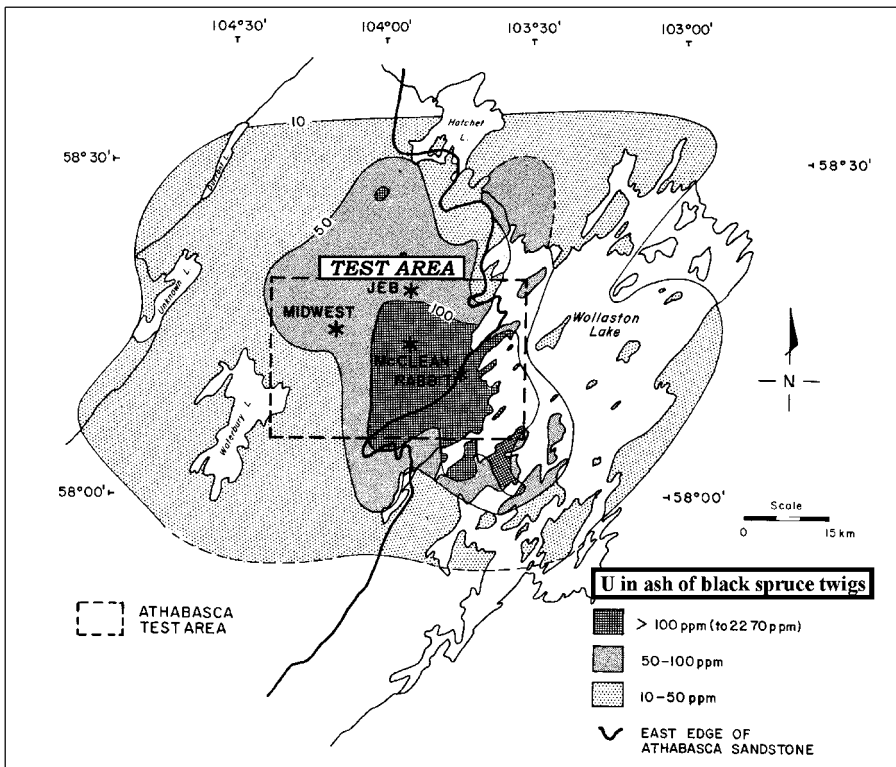 104°30'
104°00'
103°30'
103°00'
58°30'
58°30'
10
Hatchet
L.
50
TEST AREA
JEB
MIDWEST
100
McCLEAN
RABBIT
Unknown L.
Waterbury L.
Wollaston
Lake
N
58°00'
58°00'
Scale
0 15 km
U in ash of black spruce twigs
> 100 ppm (to 2270 ppm)
50-100 ppm
10-50 ppm
EAST EDGE OF
ATHABASCA SANDSTONE
ATHABASCA
TEST AREA